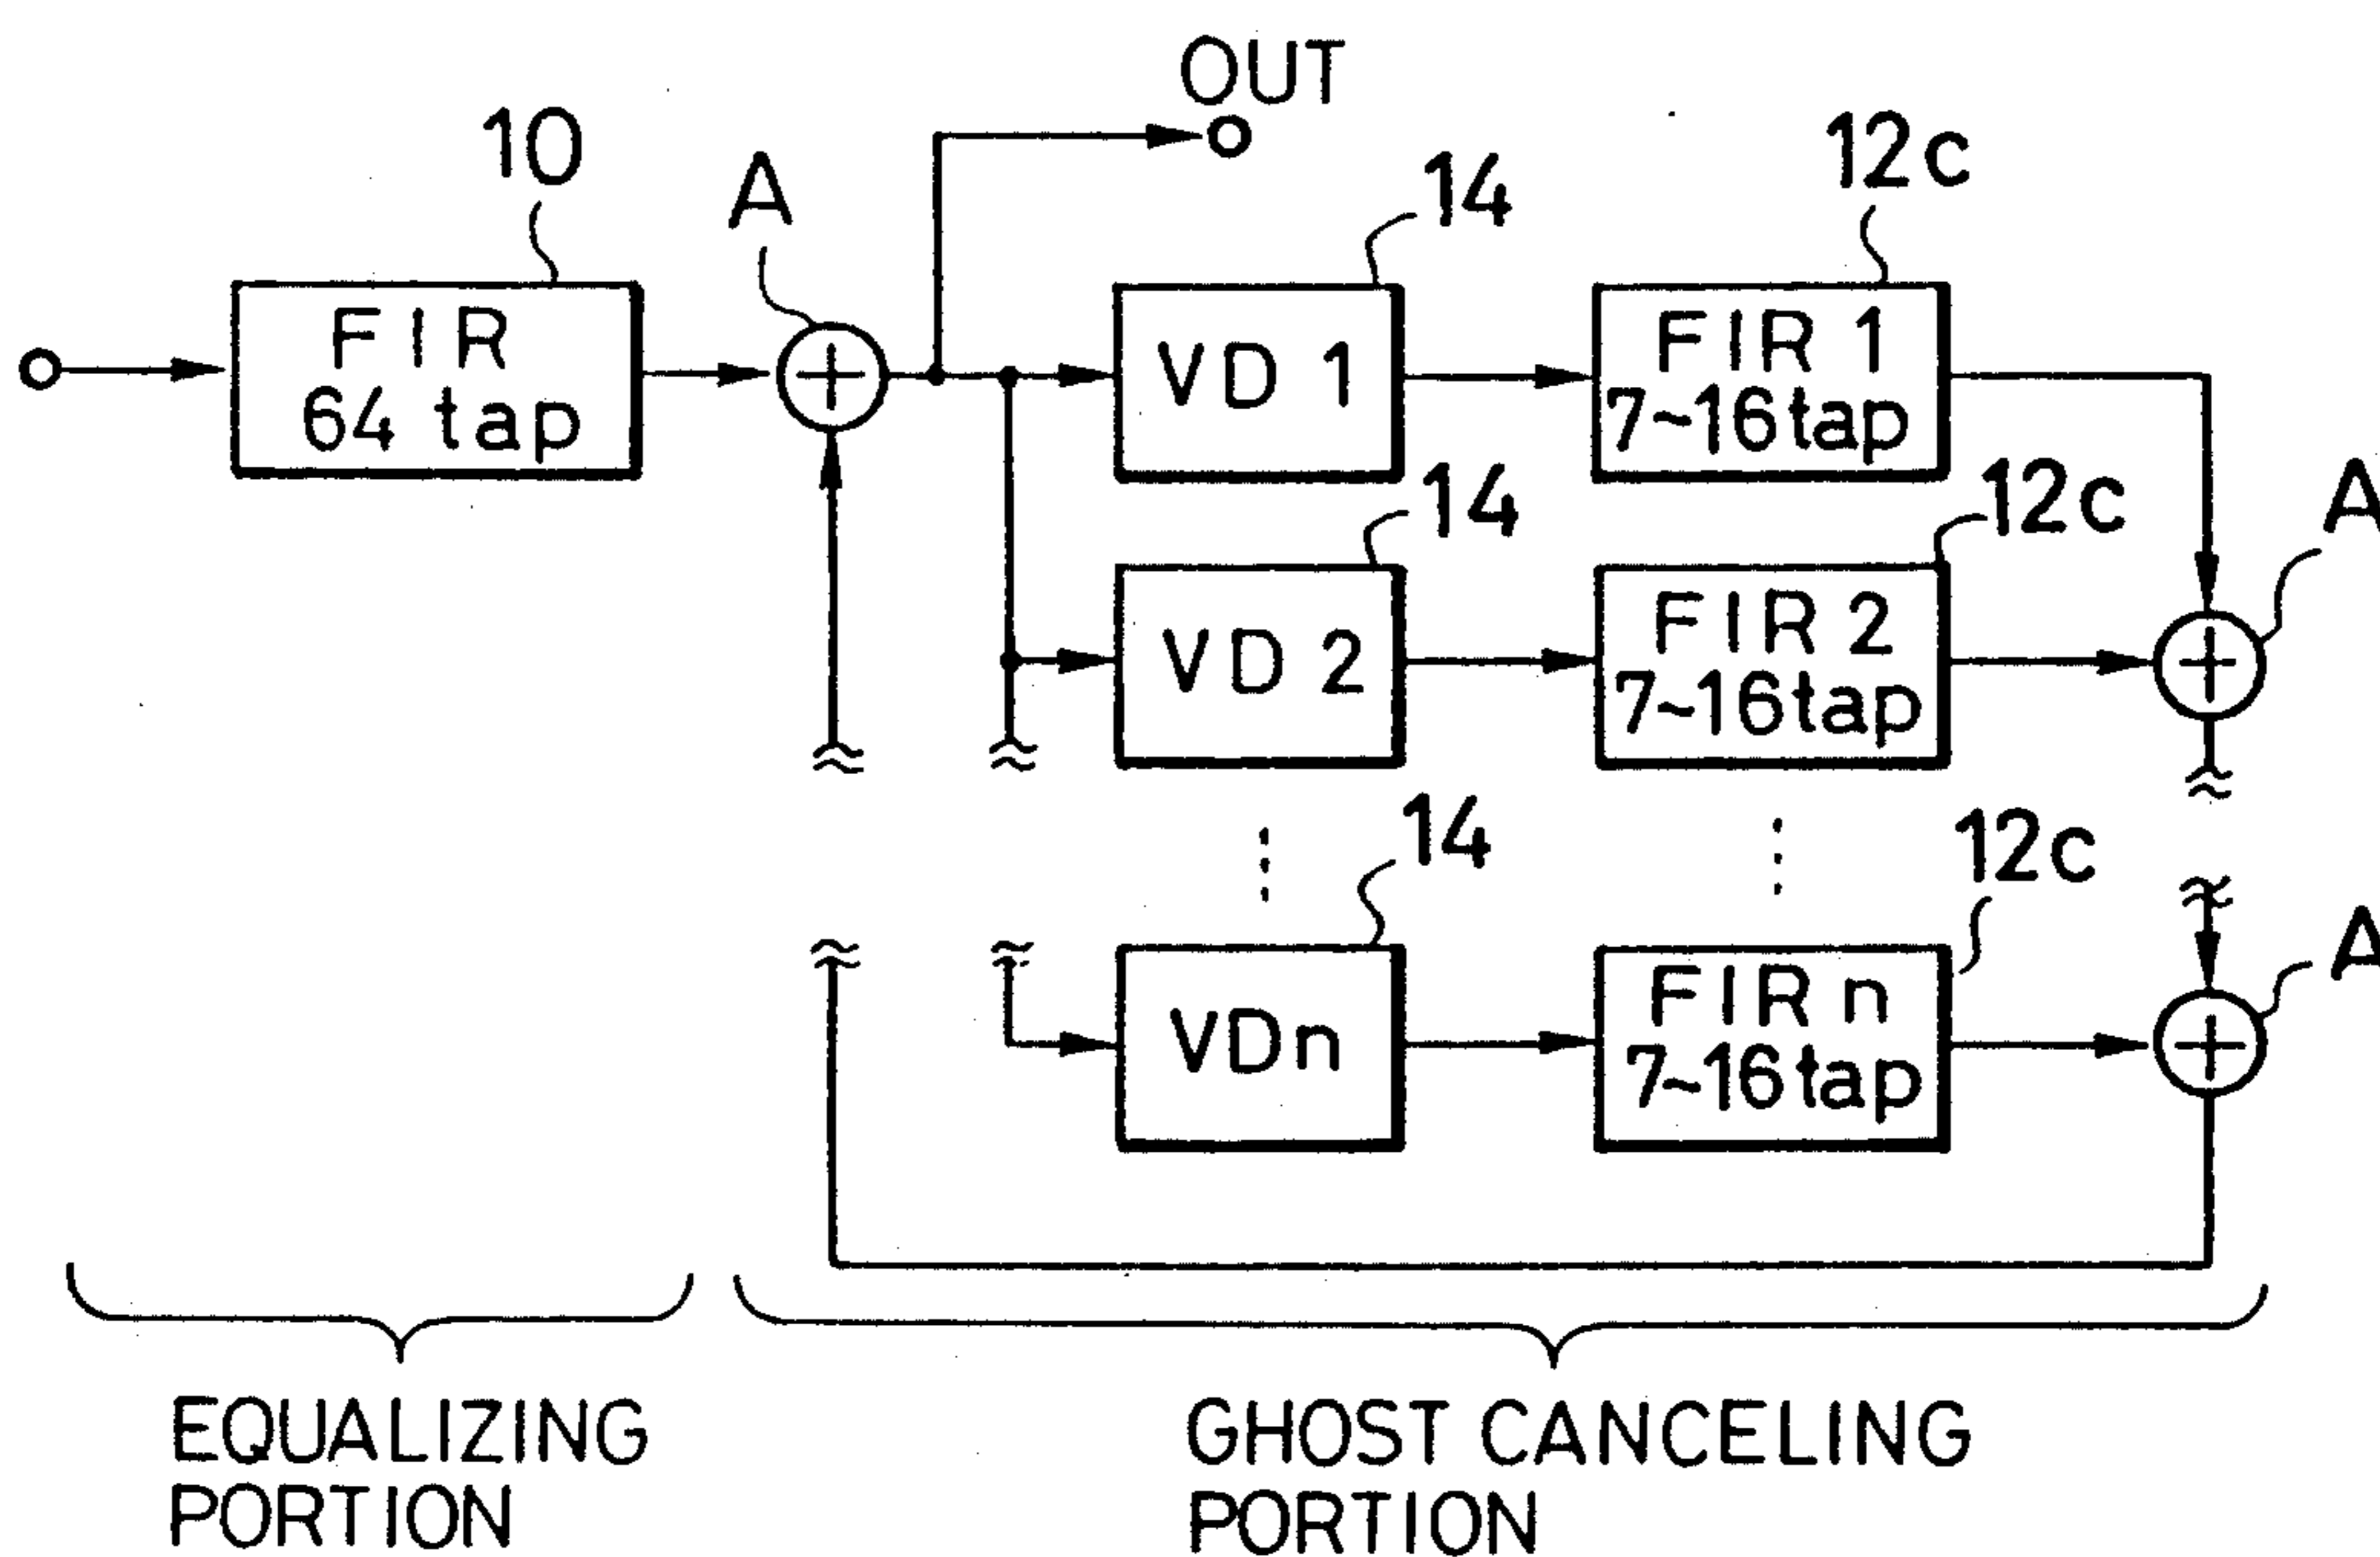 OUT
10
A
14
12c
FIR
64 tap
VD 1
FIR 1
7~16tap
14
12c
A
VD 2
FIR 2
7~16tap
14
12c
A
VDn
FIR n
7~16tap
EQUALIZING
PORTION
GHOST CANCELING
PORTION